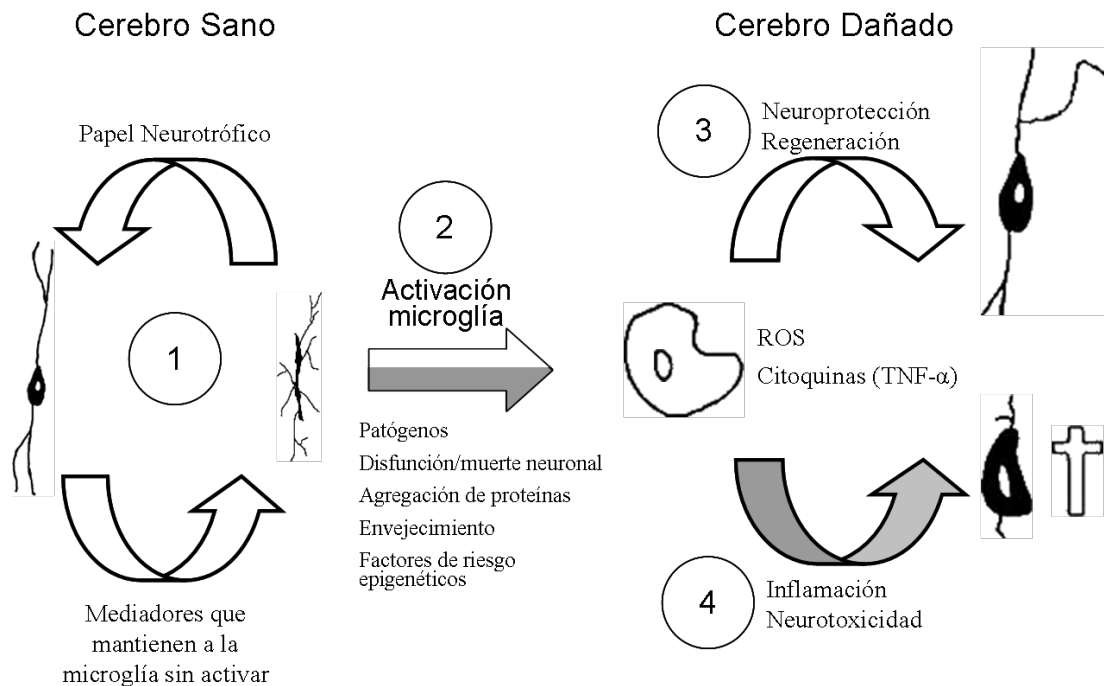 Cerebro Sano
Papel Neurotrófico
1
Mediadores que
mantienen a la
microglía sin activar
2
Activación
microglía
Patógenos
Disfunción/muerte neuronal
Agregación de proteínas
Envejecimiento
Factores de riesgo
epigenéticos
Cerebro Dañado
3
Neuroprotección
Regeneración
ROS
Citoquinas (TNF-α)
4
Inflamación
Neurotoxicidad